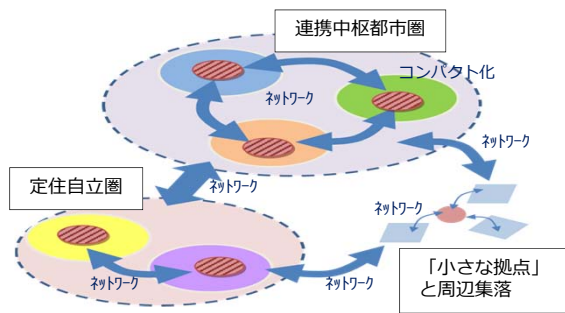 連携中枢都市圏
コンパクト化
ネットワーク
ネットワーク
ネットワーク
定住自立圏
ネットワーク
ネットワーク
ネットワーク
「小さな拠点」
と周辺集落